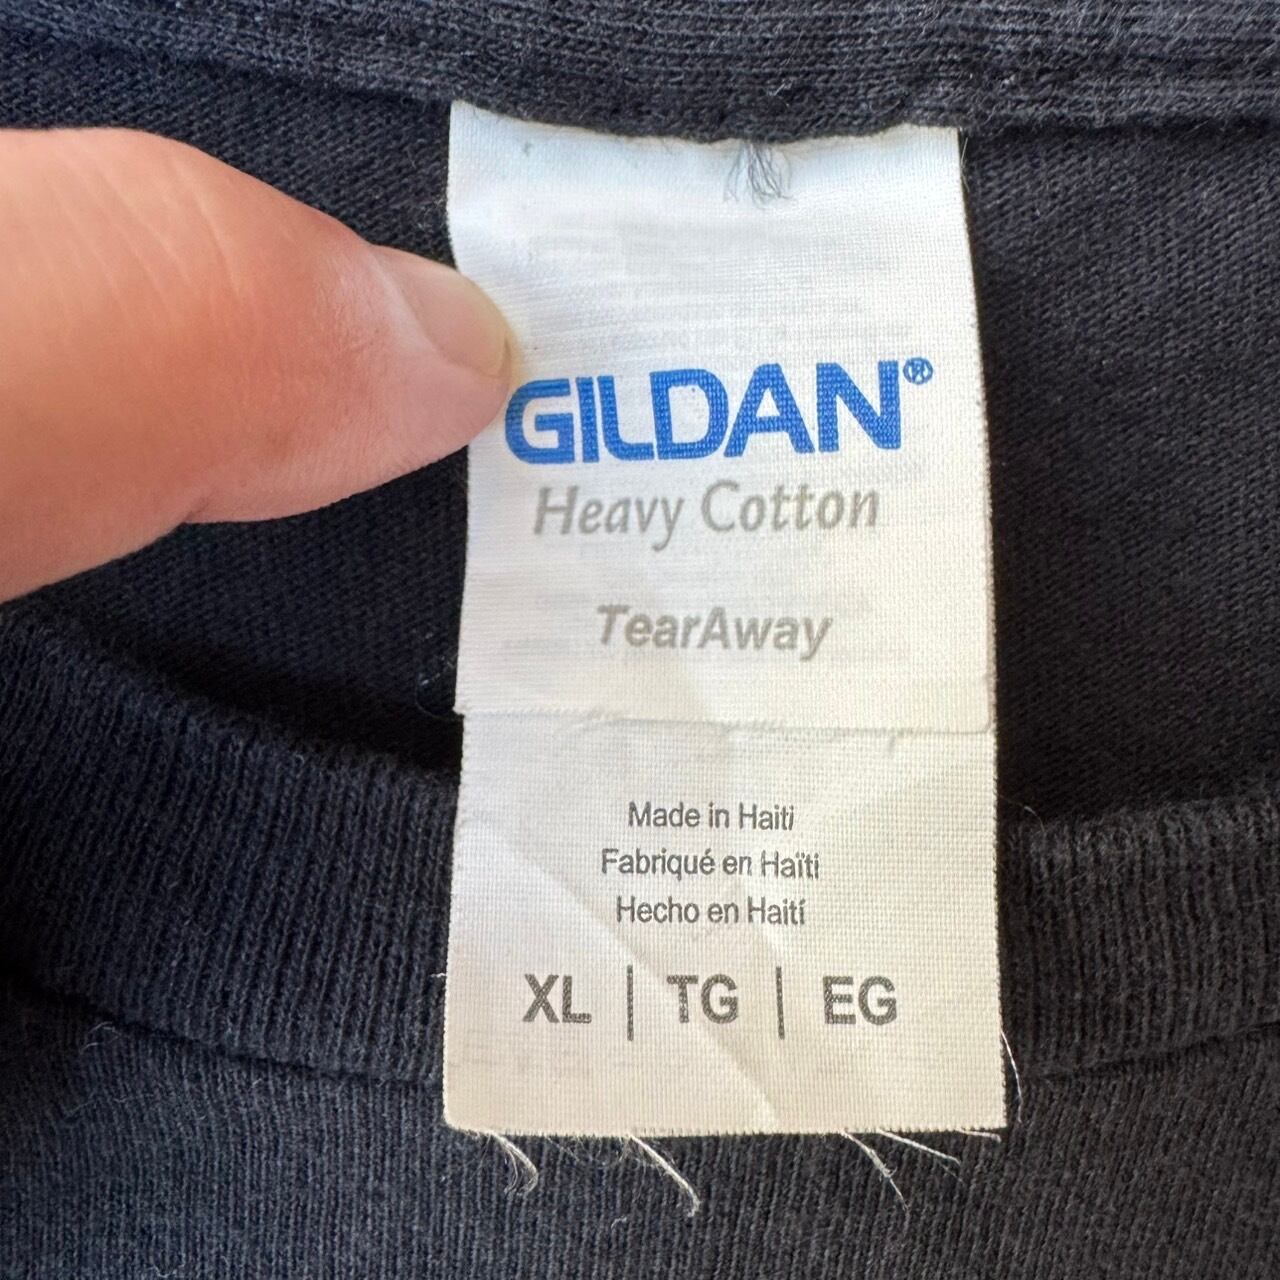 GILDAN®
Heavy Cotton
TearAway
Made in Haiti
Fabriqué en Haïti
Hecho en Haití
XL | TG | EG